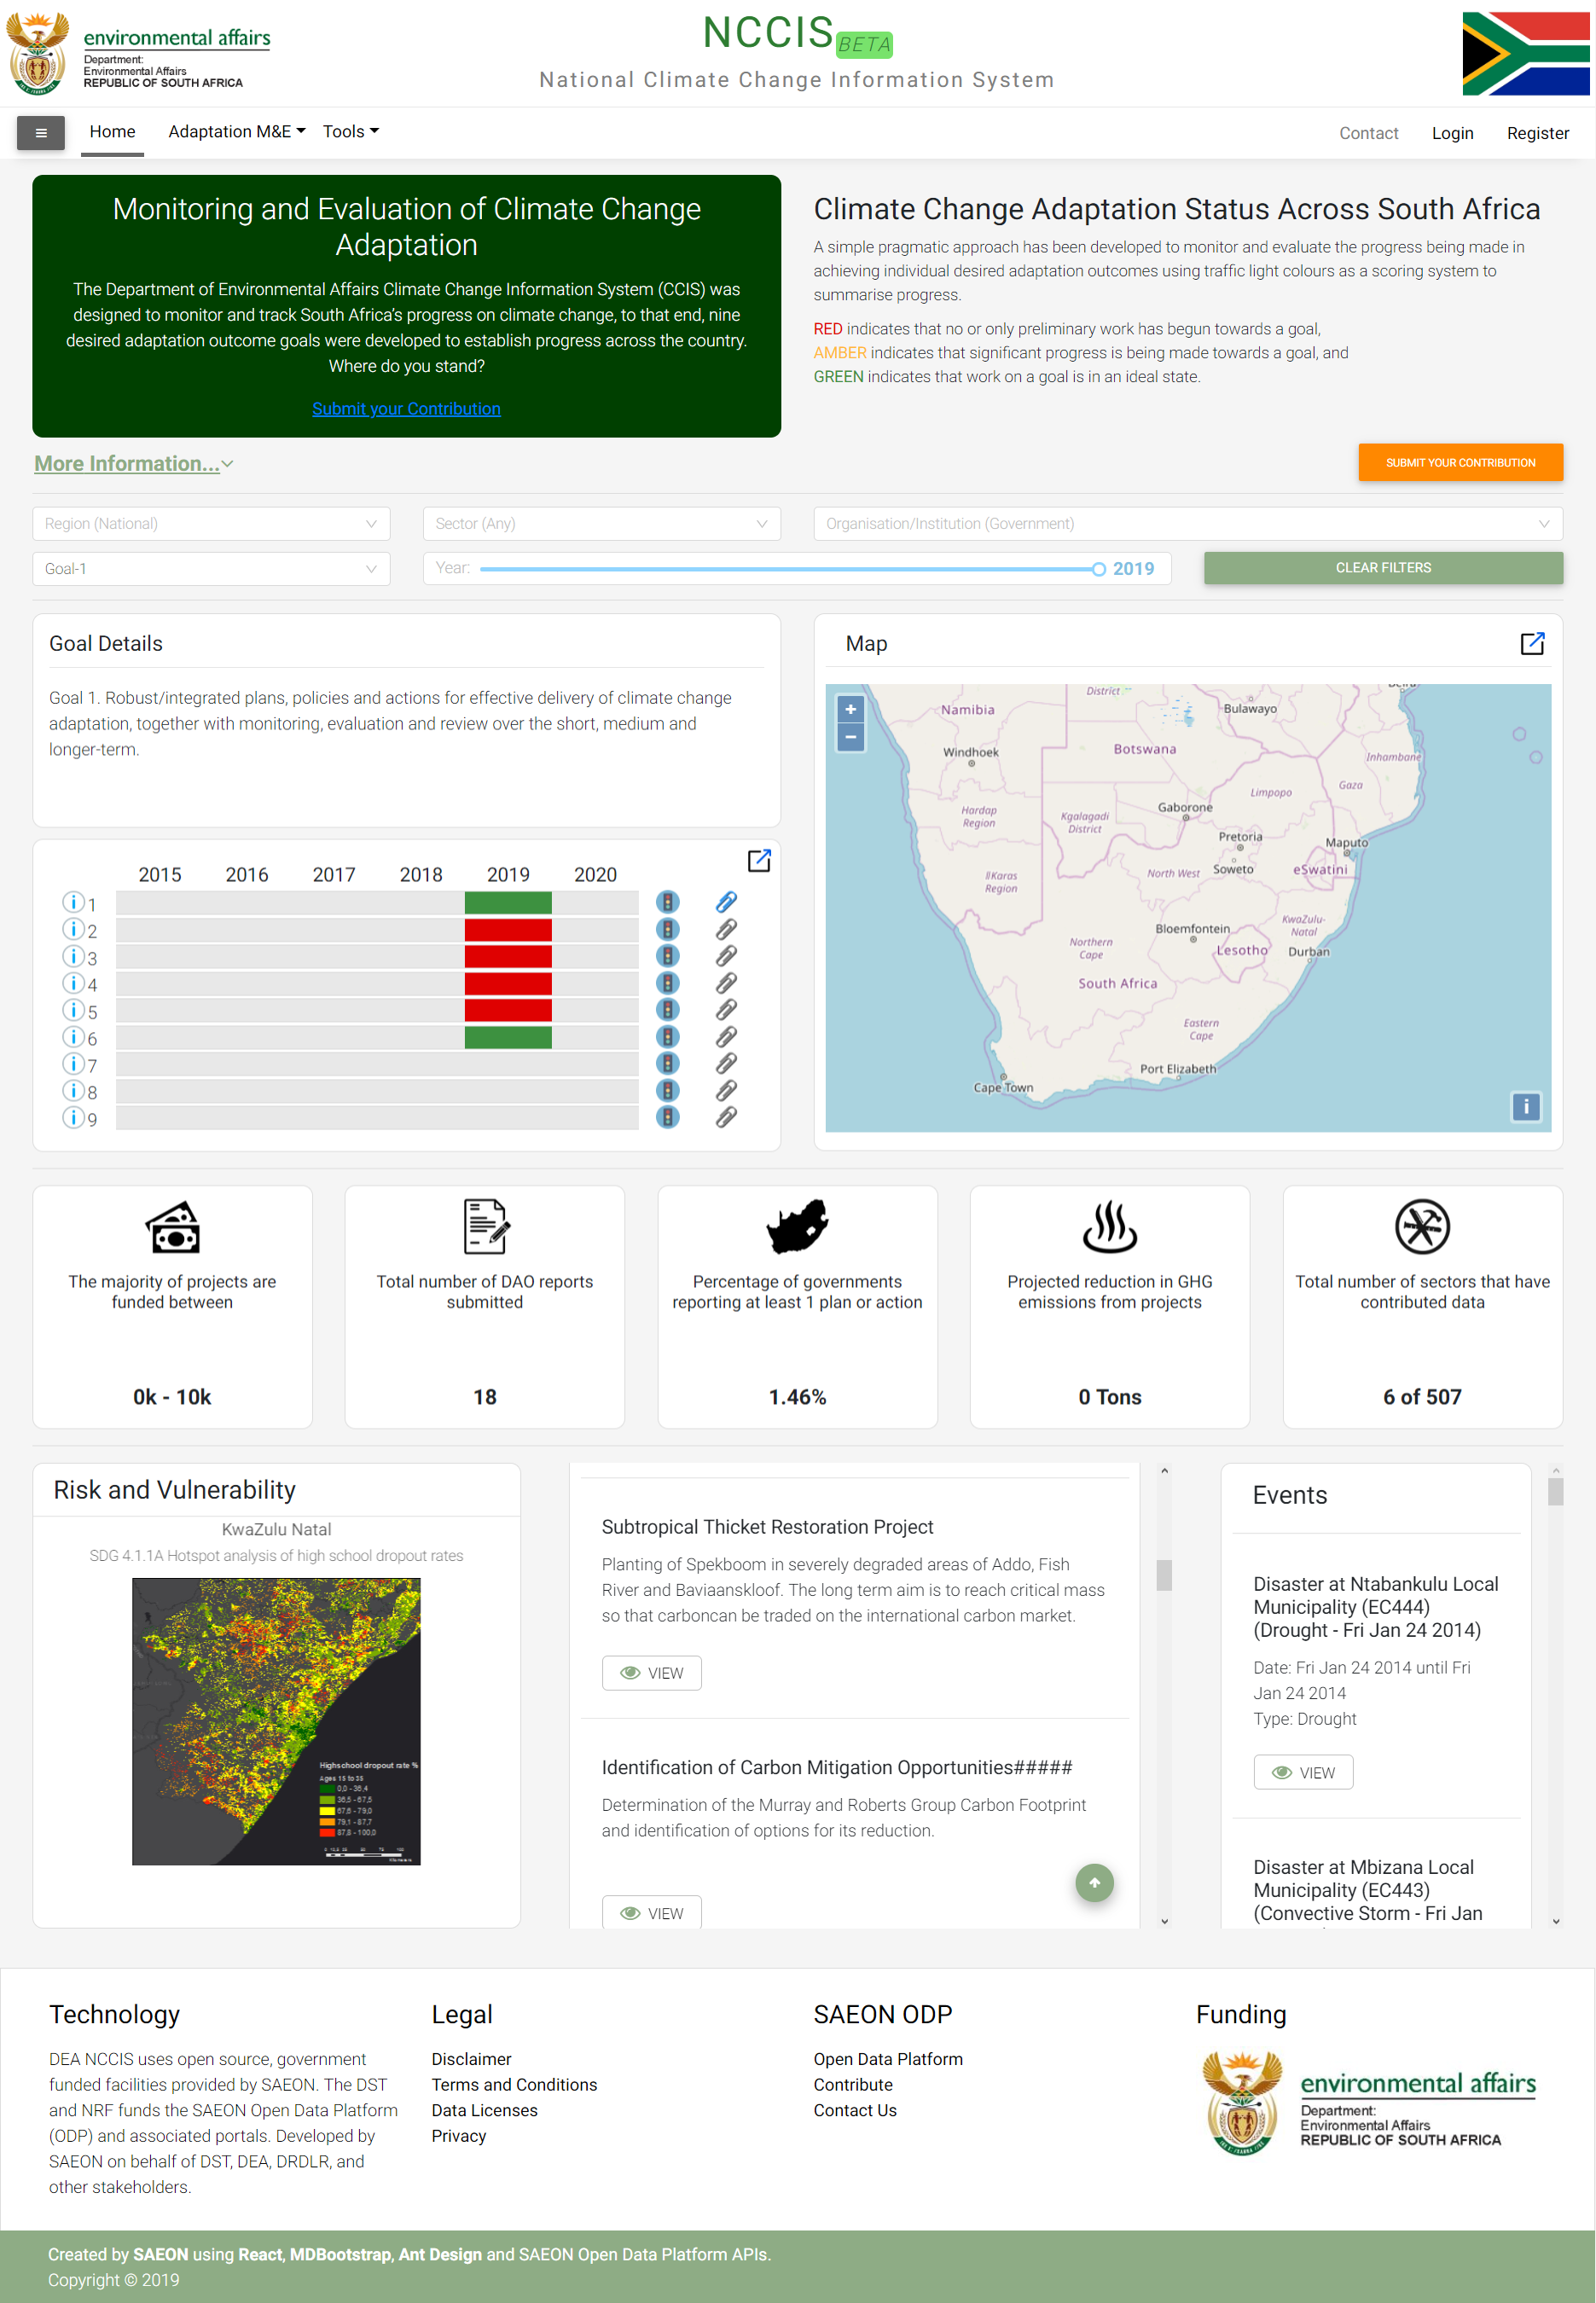 environmental affairs
Department:
Environmental Affairs
REPUBLIC OF SOUTH AFRICA
NCCIS BETA
National Climate Change Information System
Home
Adaptation M&E
Tools
Contact
Login
Register
Monitoring and Evaluation of Climate Change
Adaptation
The Department of Environmental Affairs Climate Change Information System (CCIS) was
designed to monitor and track South Africa's progress on climate change, to that end, nine
desired adaptation outcome goals were developed to establish progress across the country.
Where do you stand?
Submit your Contribution
Climate Change Adaptation Status Across South Africa
A simple pragmatic approach has been developed to monitor and evaluate the progress being made in
achieving individual desired adaptation outcomes using traffic light colours as a scoring system to
summarise progress.
RED indicates that no or only preliminary work has begun towards a goal,
AMBER indicates that significant progress is being made towards a goal, and
GREEN indicates that work on a goal is in an ideal state.
More Information...
SUBMIT YOUR CONTRIBUTION
Region (National)
Sector (Any)
Organisation/Institution (Government)
Goal-1
Year:
2019
CLEAR FILTERS
Goal Details
Goal 1. Robust/integrated plans, policies and actions for effective delivery of climate change
adaptation, together with monitoring, evaluation and review over the short, medium and
longer-term.
2015 2016 2017 2018 2019 2020
i 1
i 2
i 3
i 4
i 5
i 6
i 7
i 8
i 9
Map
+
−
District
Namibia
Bulawayo
Windhoek
Botswana
Inhambane
Gaza
Limpopo
Hardap
Region
Kgalagadi
District
Gaborone
Pretoria
Maputo
ǁKaras
Region
North West
Soweto
eSwatini
KwaZulu-
Natal
Bloemfontein
Northern
Cape
Lesotho
Durban
South Africa
Eastern
Cape
Port Elizabeth
Cape Town
i
The majority of projects are
funded between
0k - 10k
Total number of DAO reports
submitted
18
Percentage of governments
reporting at least 1 plan or action
1.46%
Projected reduction in GHG
emissions from projects
0 Tons
Total number of sectors that have
contributed data
6 of 507
Risk and Vulnerability
KwaZulu Natal
SDG 4.1.1A Hotspot analysis of high school dropout rates
Highschool dropout rate %
Ages 15 to 35
0,0 - 36,4
36,5 - 67,5
67,6 - 79,0
79,1 - 87,7
87,8 - 100,0
Subtropical Thicket Restoration Project
Planting of Spekboom in severely degraded areas of Addo, Fish
River and Baviaanskloof. The long term aim is to reach critical mass
so that carboncan be traded on the international carbon market.
VIEW
Identification of Carbon Mitigation Opportunities#####
Determination of the Murray and Roberts Group Carbon Footprint
and identification of options for its reduction.
VIEW
Events
Disaster at Ntabankulu Local
Municipality (EC444)
(Drought - Fri Jan 24 2014)
Date: Fri Jan 24 2014 until Fri
Jan 24 2014
Type: Drought
VIEW
Disaster at Mbizana Local
Municipality (EC443)
(Convective Storm - Fri Jan
Technology
DEA NCCIS uses open source, government
funded facilities provided by SAEON. The DST
and NRF funds the SAEON Open Data Platform
(ODP) and associated portals. Developed by
SAEON on behalf of DST, DEA, DRDLR, and
other stakeholders.
Legal
Disclaimer
Terms and Conditions
Data Licenses
Privacy
SAEON ODP
Open Data Platform
Contribute
Contact Us
Funding
environmental affairs
Department:
Environmental Affairs
REPUBLIC OF SOUTH AFRICA
Created by SAEON using React, MDBootstrap, Ant Design and SAEON Open Data Platform APIs.
Copyright © 2019